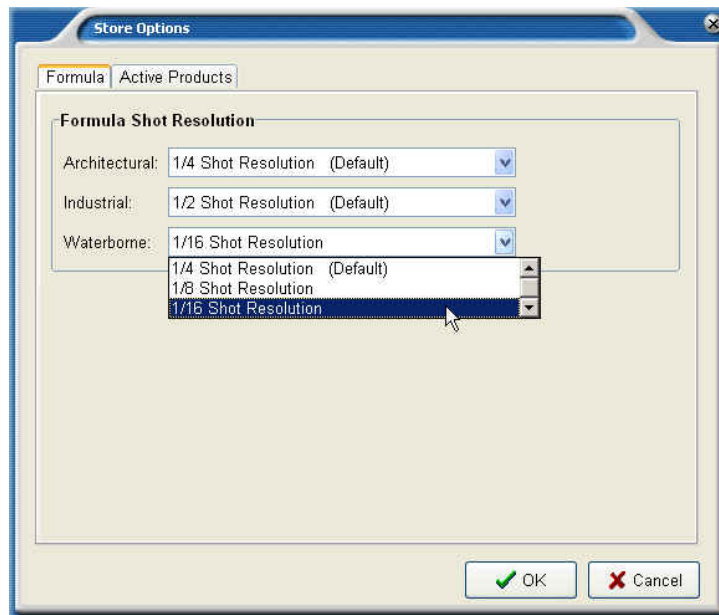 Store Options
Formula Active Products
Formula Shot Resolution
Architectural: 1/4 Shot Resolution (Default)
Industrial: 1/2 Shot Resolution (Default)
Waterborne: 1/16 Shot Resolution
1/4 Shot Resolution (Default)
1/8 Shot Resolution
1/16 Shot Resolution
OK Cancel